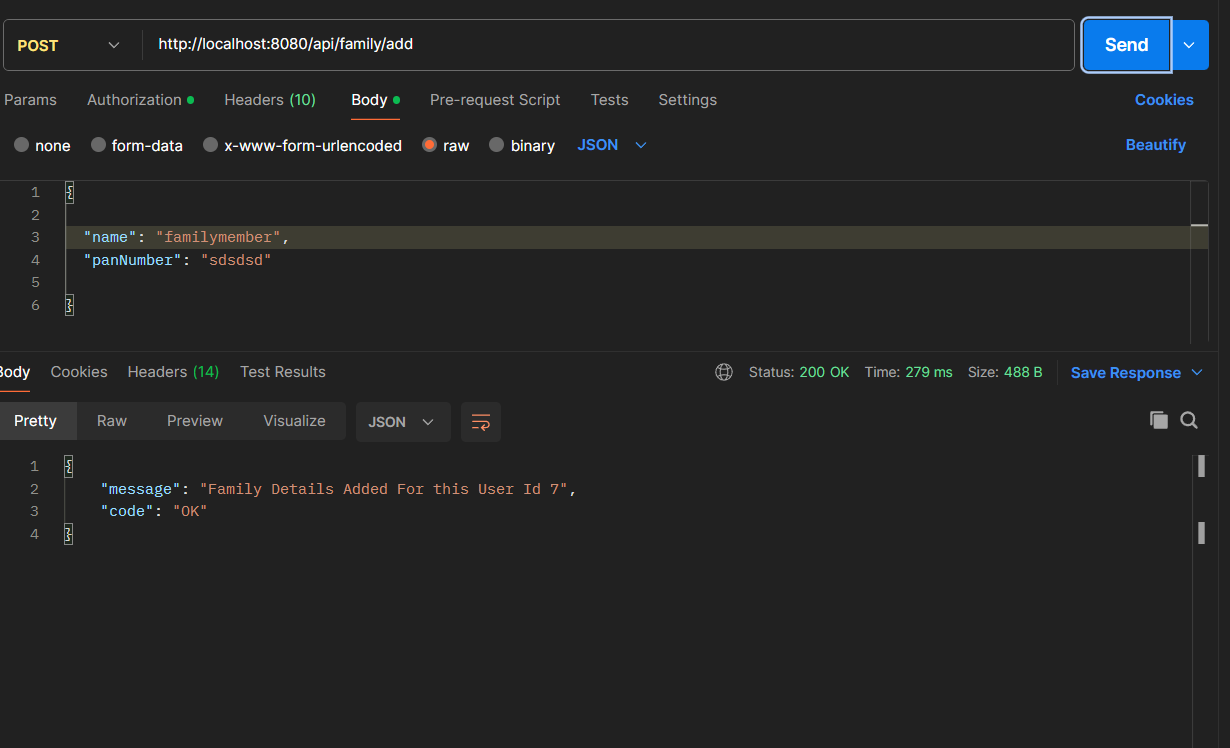 POST http://localhost:8080/api/family/add Send
Params Authorization Headers (10) Body Pre-request Script Tests Settings Cookies
none form-data x-www-form-urlencoded raw binary JSON Beautify
1 {
2
3 "name": "familymember",
4 "panNumber": "sdsdsd"
5
6 }
Body Cookies Headers (14) Test Results Status: 200 OK Time: 279 ms Size: 488 B Save Response
Pretty Raw Preview Visualize JSON
1 {
2 "message": "Family Details Added For this User Id 7",
3 "code": "OK"
4 }